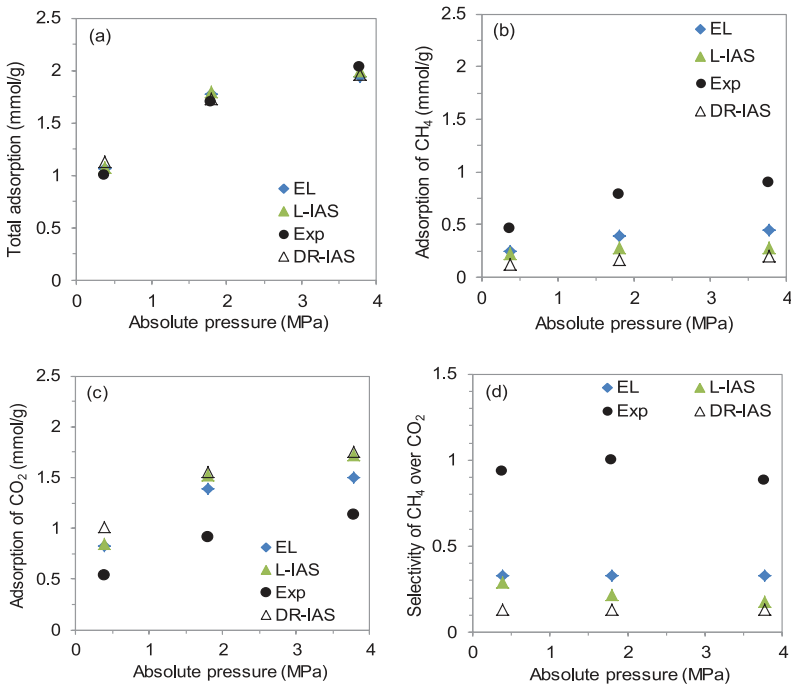 (a)
Total adsorption (mmol/g)
2.5
2
1.5
1
0.5
0
EL
L-IAS
Exp
DR-IAS
0 1 2 3 4
Absolute pressure (MPa)
(b)
Adsorption of CH4 (mmol/g)
2.5
2
1.5
1
0.5
0
EL
L-IAS
Exp
DR-IAS
0 1 2 3 4
Absolute pressure (MPa)
(c)
Adsorption of CO2 (mmol/g)
2.5
2
1.5
1
0.5
0
EL
L-IAS
Exp
DR-IAS
0 1 2 3 4
Absolute pressure (MPa)
(d)
Selectivity of CH4 over CO2
1.5
1
0.5
0
EL L-IAS
Exp DR-IAS
0 1 2 3 4
Absolute pressure (MPa)